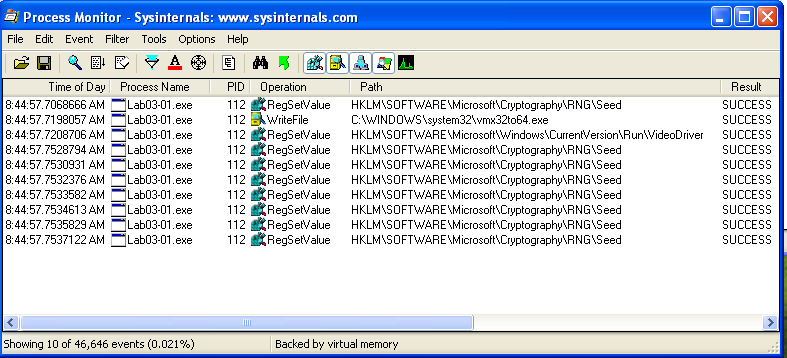 Process Monitor - Sysinternals: www.sysinternals.com
File Edit Event Filter Tools Options Help
Time of Day Process Name PID Operation Path Result
8:44:57.7068666 AM Lab03-01.exe 112 RegSetValue HKLM\SOFTWARE\Microsoft\Cryptography\RNG\Seed SUCCESS
8:44:57.7198057 AM Lab03-01.exe 112 WriteFile C:\WINDOWS\system32\vmx32to64.exe SUCCESS
8:44:57.7208706 AM Lab03-01.exe 112 RegSetValue HKLM\SOFTWARE\Microsoft\Windows\CurrentVersion\Run\VideoDriver SUCCESS
8:44:57.7528794 AM Lab03-01.exe 112 RegSetValue HKLM\SOFTWARE\Microsoft\Cryptography\RNG\Seed SUCCESS
8:44:57.7530931 AM Lab03-01.exe 112 RegSetValue HKLM\SOFTWARE\Microsoft\Cryptography\RNG\Seed SUCCESS
8:44:57.7532376 AM Lab03-01.exe 112 RegSetValue HKLM\SOFTWARE\Microsoft\Cryptography\RNG\Seed SUCCESS
8:44:57.7533582 AM Lab03-01.exe 112 RegSetValue HKLM\SOFTWARE\Microsoft\Cryptography\RNG\Seed SUCCESS
8:44:57.7534613 AM Lab03-01.exe 112 RegSetValue HKLM\SOFTWARE\Microsoft\Cryptography\RNG\Seed SUCCESS
8:44:57.7535829 AM Lab03-01.exe 112 RegSetValue HKLM\SOFTWARE\Microsoft\Cryptography\RNG\Seed SUCCESS
8:44:57.7537122 AM Lab03-01.exe 112 RegSetValue HKLM\SOFTWARE\Microsoft\Cryptography\RNG\Seed SUCCESS
Showing 10 of 46,646 events (0.021%) Backed by virtual memory